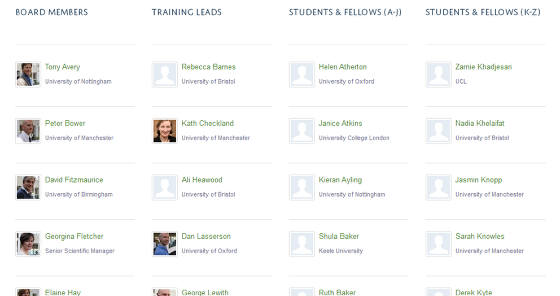 BOARD MEMBERS
Tony Avery
University of Nottingham
Peter Bower
University of Manchester
David Fitzmaurice
University of Birmingham
Georgina Fletcher
Senior Scientific Manager
Elaine Hay
TRAINING LEADS
Rebecca Barnes
University of Bristol
Kath Checkland
University of Manchester
Ali Heawood
University of Bristol
Dan Lasserson
University of Oxford
George Lewith
STUDENTS & FELLOWS (A-J)
Helen Atherton
University of Oxford
Janice Atkins
University College London
Kieran Ayling
University of Nottingham
Shula Baker
Keele University
Ruth Baker
STUDENTS & FELLOWS (K-Z)
Zamie Khadjesan
UCL
Nadia Khelaifat
University of Bristol
Jasmin Knopp
University of Manchester
Sarah Knowles
University of Manchester
Derek Kyte